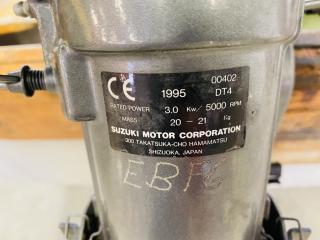 CE 00402
1995 DT4
RATED POWER 3.0 Kw/ 5000 RPM
MASS 20 - 21 Kg
SUZUKI MOTOR CORPORATION
300 TAKATSUKA-CHO HAMAMATSU
SHIZUOKA, JAPAN